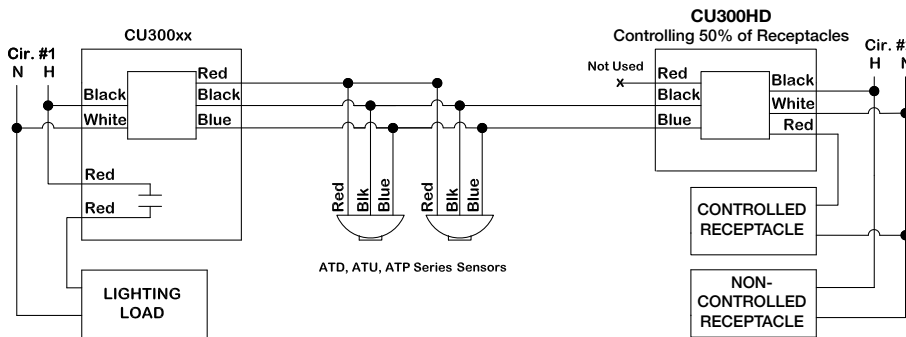 CU300xx
Cir. #1
N H
Red
Black
Black
White
Blue
Red
Red
LIGHTING
LOAD
Red
Blk
Blue
Red
Blk
Blue
ATD, ATU, ATP Series Sensors
CU300HD
Controlling 50% of Receptacles
Not Used
x
Red
Black
Blue
Black
White
Red
Cir.
H N
CONTROLLED
RECEPTACLE
NON-
CONTROLLED
RECEPTACLE